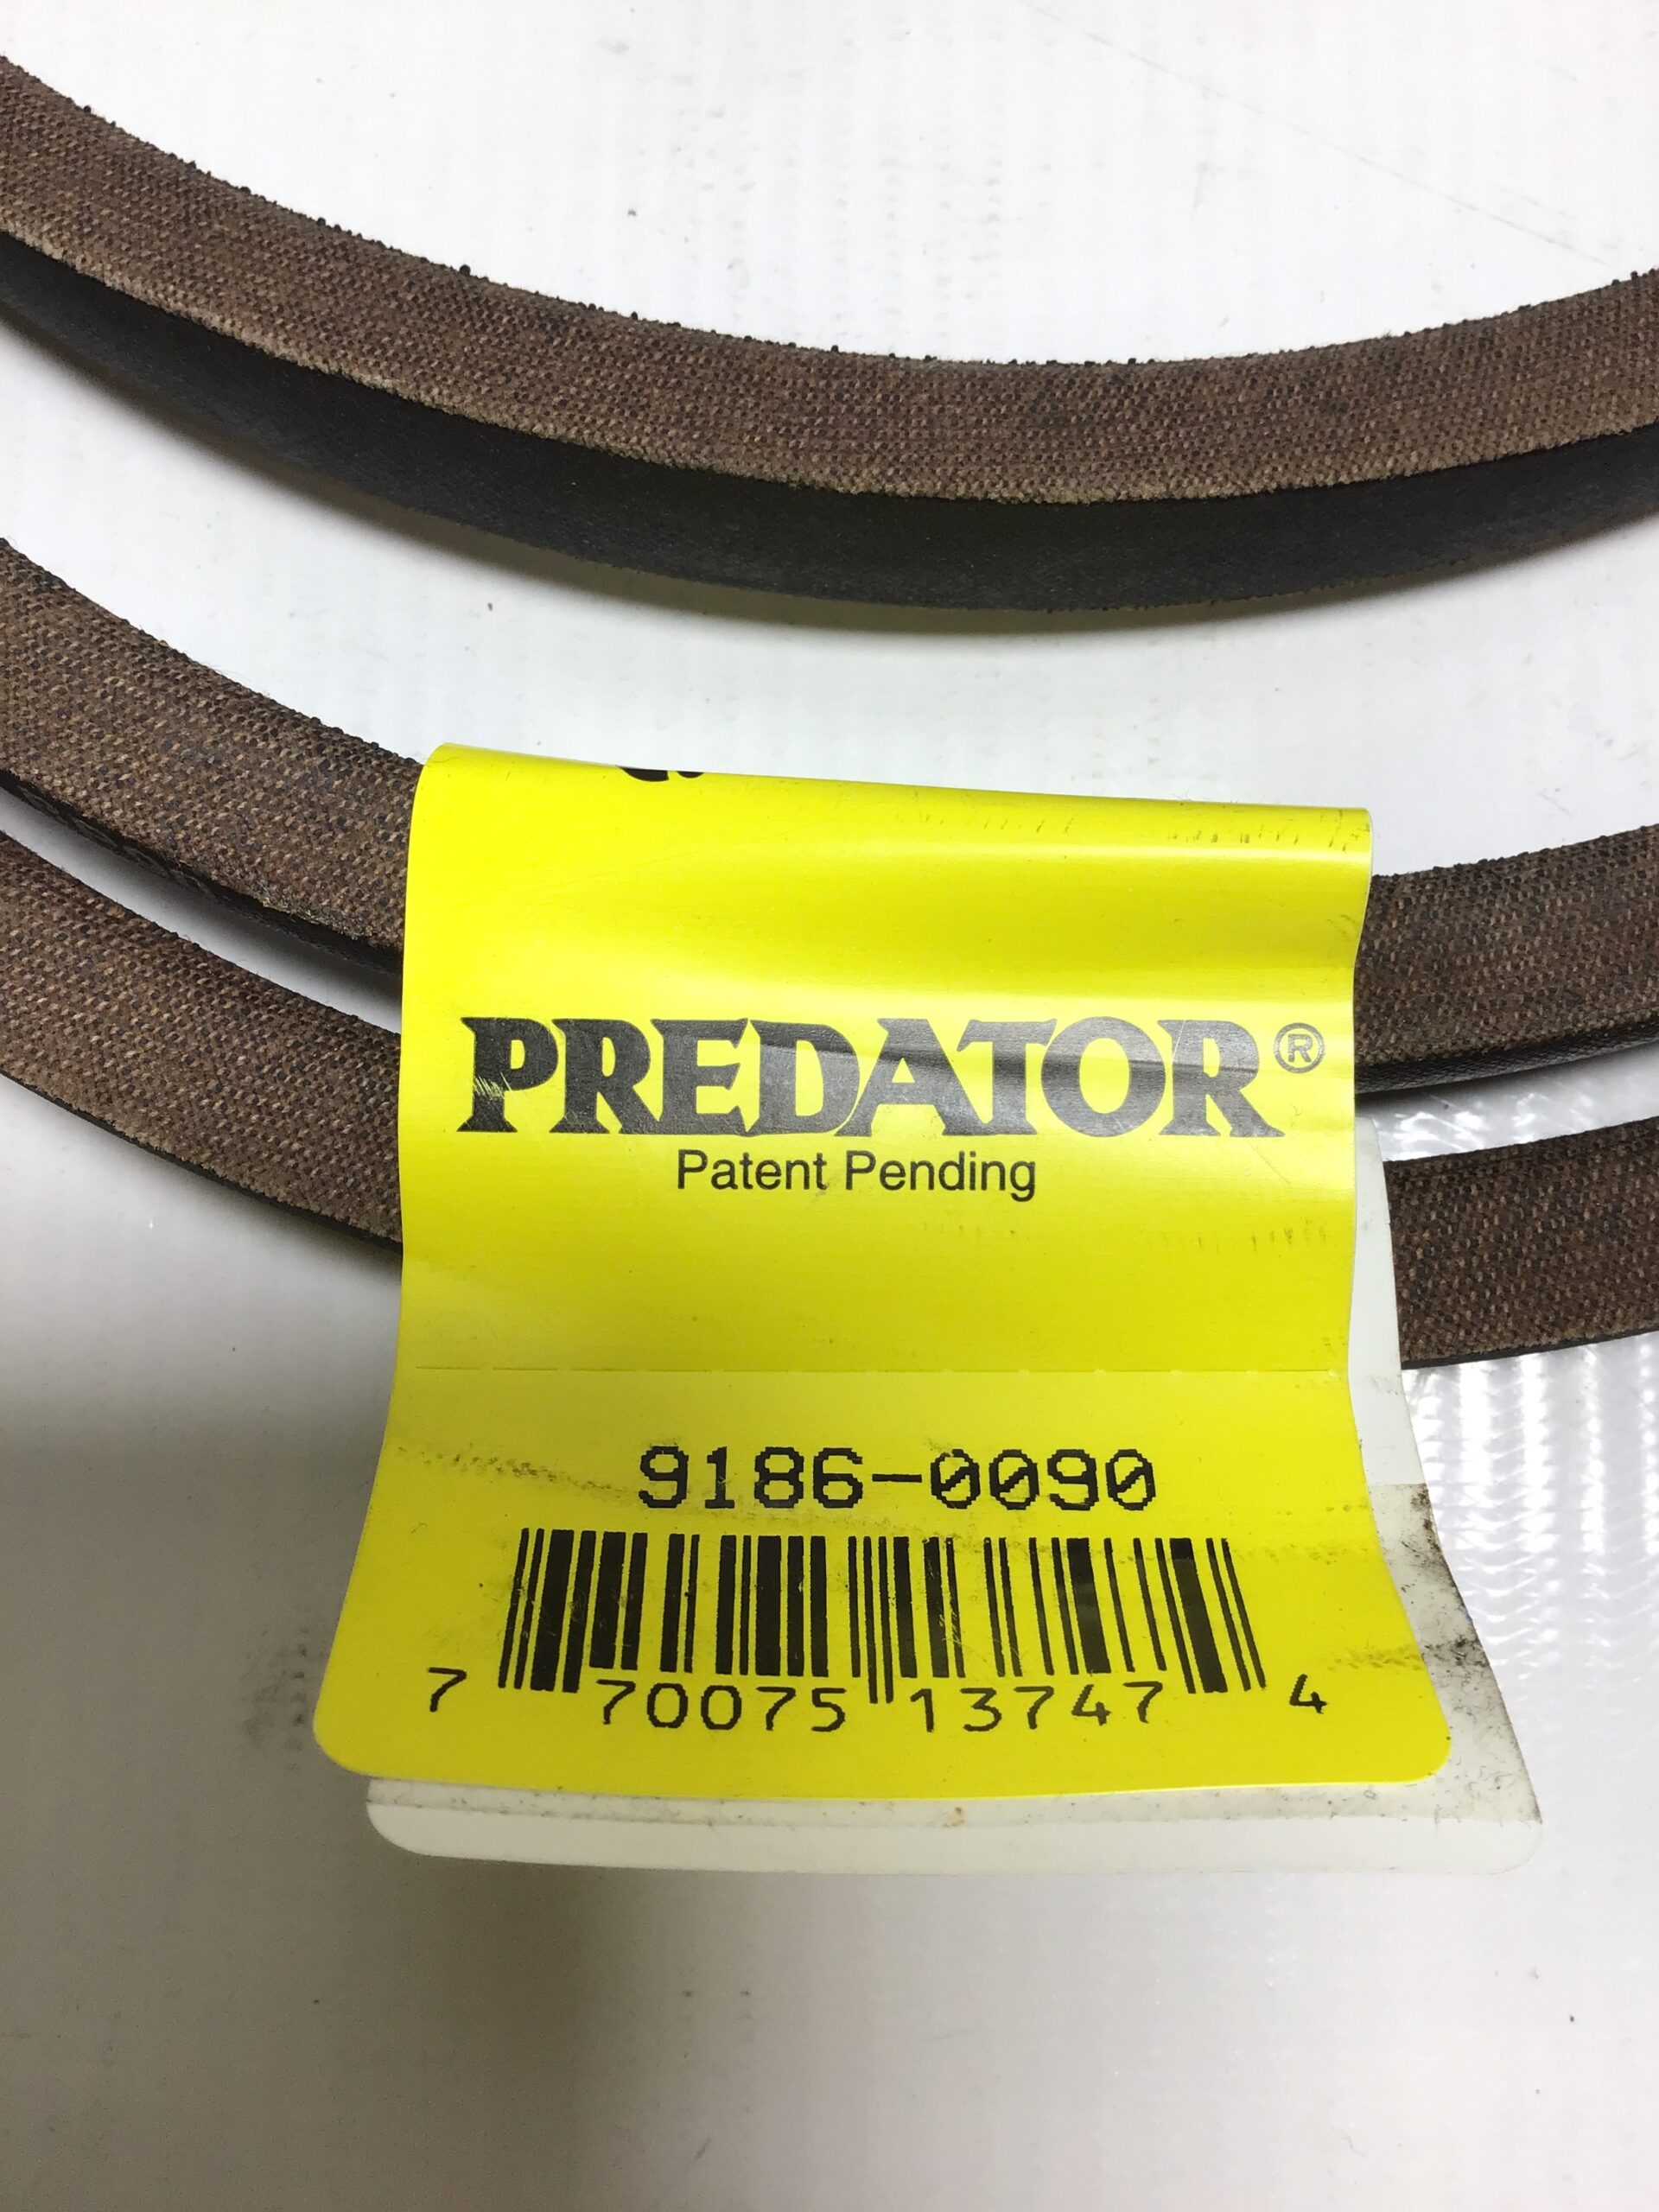 PREDATOR®
Patent Pending
9186-0090
7 70075 13747 4